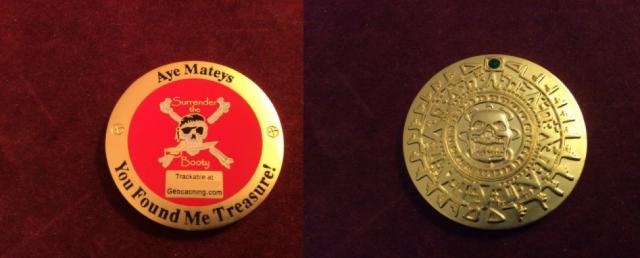 Aye Mateys
Surrender
the
Booty
Trackable at
Geocaching.com
You Found Me Treasure!